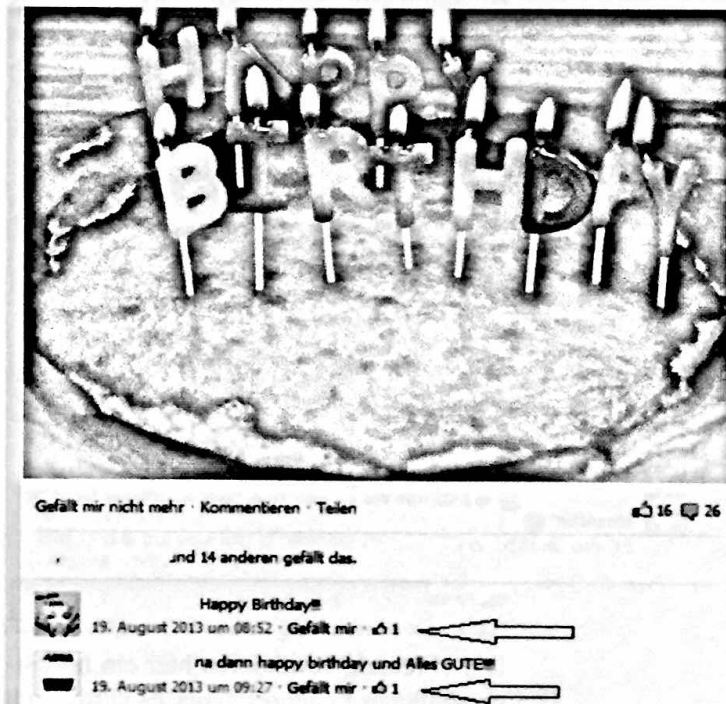 HAPPY
BIRTHDAY
Gefällt mir nicht mehr · Kommentieren · Teilen 16 26
und 14 anderen gefällt das.
Happy Birthday!!!
19. August 2013 um 08:52 · Gefällt mir · 1
na dann happy birthday und Alles GUTE!!!
19. August 2013 um 09:27 · Gefällt mir · 1